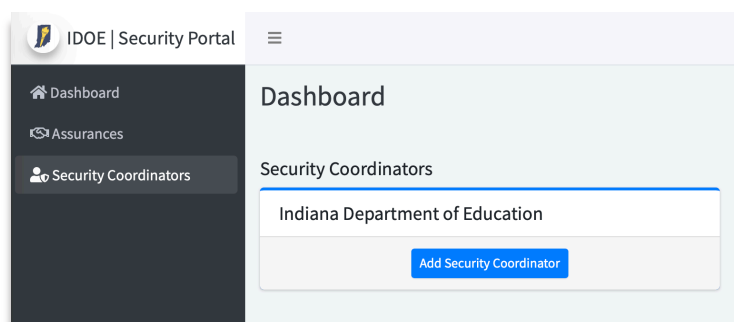 IDOE | Security Portal
Dashboard
Assurances
Security Coordinators
Dashboard
Security Coordinators
Indiana Department of Education
Add Security Coordinator